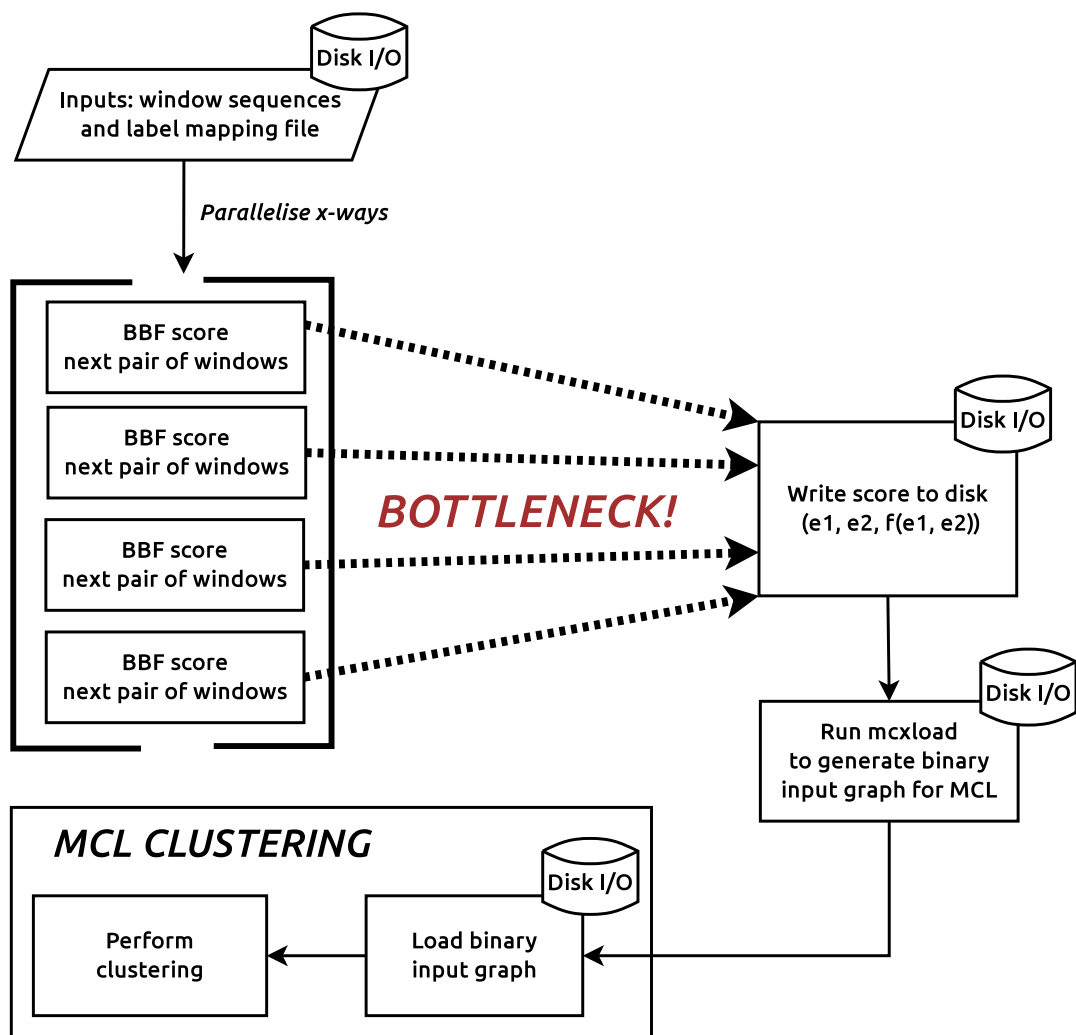 Disk I/O
Inputs: window sequences
and label mapping file
Parallelise x-ways
BBF score
next pair of windows
BBF score
next pair of windows
BBF score
next pair of windows
BBF score
next pair of windows
BOTTLENECK!
Disk I/O
Write score to disk
(e1, e2, f(e1, e2))
Disk I/O
Run mcxload
to generate binary
input graph for MCL
MCL CLUSTERING
Disk I/O
Load binary
input graph
Perform
clustering